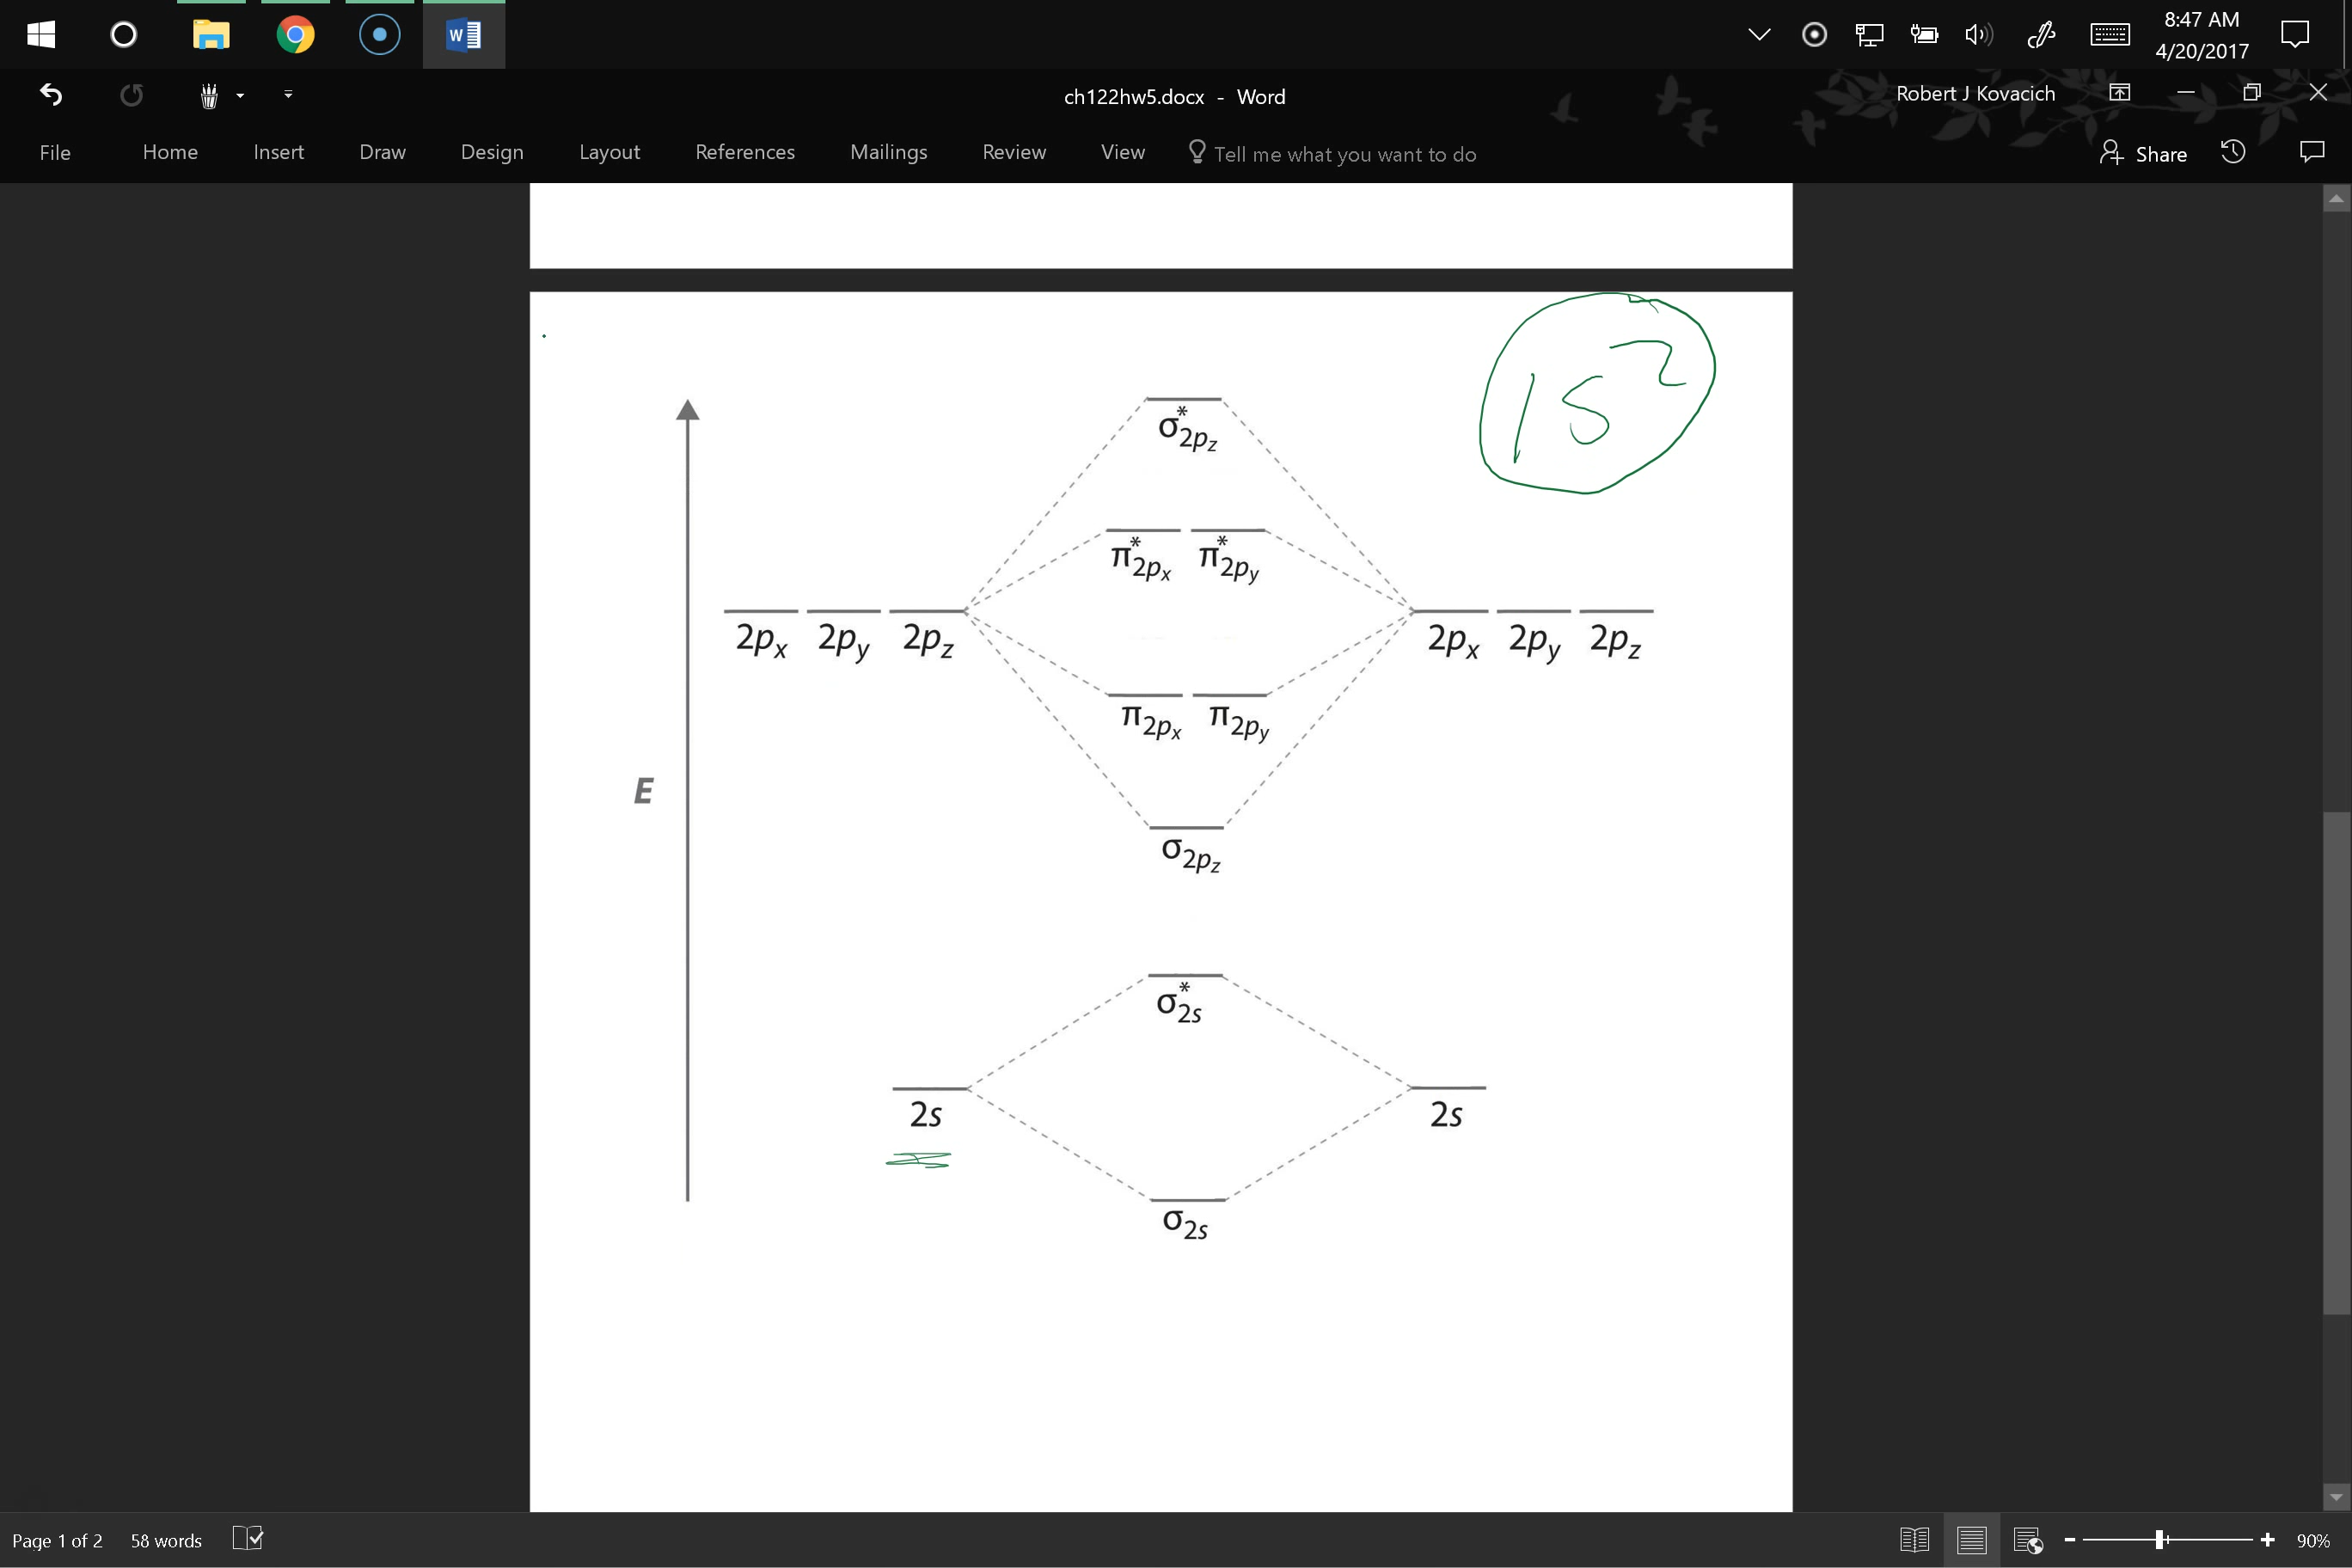 8:47 AM
4/20/2017
ch122hw5.docx - Word
Robert J Kovacich
File Home Insert Draw Design Layout References Mailings Review View Tell me what you want to do Share
1s²
σ*2pz
π*2px π*2py
2px 2py 2pz 2px 2py 2pz
π2px π2py
E
σ2pz
σ*2s
2s 2s
σ2s
Page 1 of 2 58 words 90%